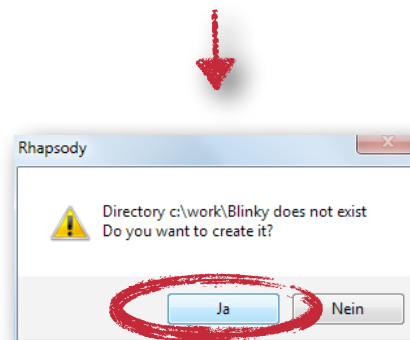 Rhapsody
Directory c:\work\Blinky does not exist
Do you want to create it?
Ja Nein